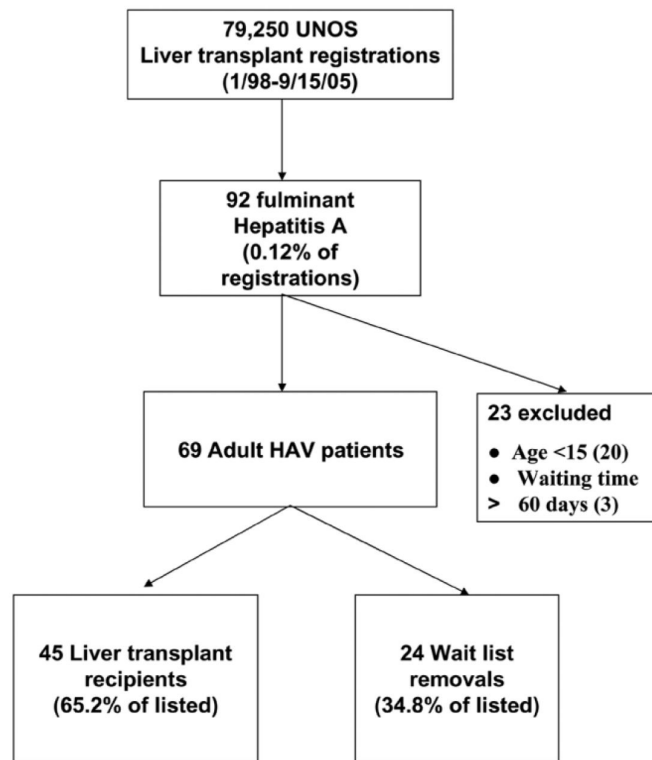 79,250 UNOS
Liver transplant registrations
(1/98-9/15/05)
92 fulminant
Hepatitis A
(0.12% of
registrations)
69 Adult HAV patients
23 excluded
● Age <15 (20)
● Waiting time
> 60 days (3)
45 Liver transplant
recipients
(65.2% of listed)
24 Wait list
removals
(34.8% of listed)